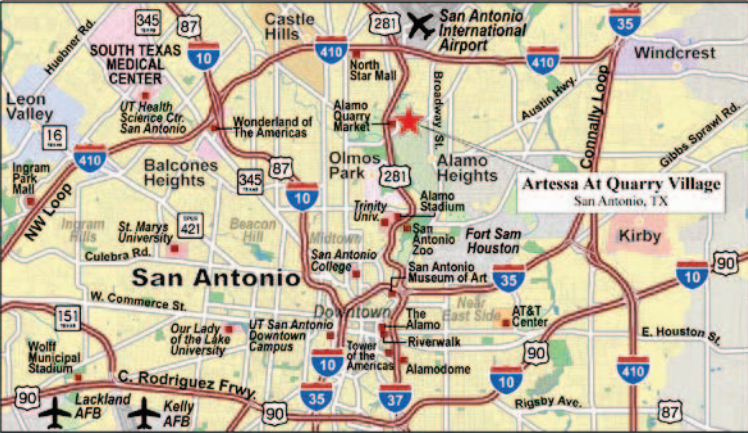 345
TEXAS
87
Castle
Hills
281
San Antonio
International
Airport
35
Huebner Rd.
SOUTH TEXAS
MEDICAL
CENTER
10
410
North
Star Mall
410
Windcrest
Leon
Valley
UT Health
Science Ctr.
San Antonio
Wonderland of
The Americas
Alamo
Quarry
Market
Broadway St.
Austin Hwy.
Connally Loop
16
TEXAS
410
Balcones
Heights
87
Olmos
Park
Alamo
Heights
Gibbs Sprawl Rd.
Ingram
Park
Mall
NW Loop
345
TEXAS
10
281
Artessa At Quarry Village
San Antonio, TX
Ingram
Hills
St. Marys
University
SPUR
421
Beacon
Hill
Midtown
Trinity
Univ.
Alamo
Stadium
San
Antonio
Zoo
Fort Sam
Houston
Kirby
Culebra Rd.
San Antonio
College
San Antonio
Museum of Art
35
10
90
San Antonio
W. Commerce St.
Downtown
Near
East Side
AT&T
Center
151
TEXAS
Our Lady
of the Lake
University
UT San Antonio
Downtown
Campus
The
Alamo
Riverwalk
E. Houston St.
Wolff
Municipal
Stadium
10
Tower
of the
Americas
Alamodome
90
10
410
C. Rodriguez Frwy.
90
Lackland
AFB
Kelly
AFB
90
35
37
Rigsby Ave.
87